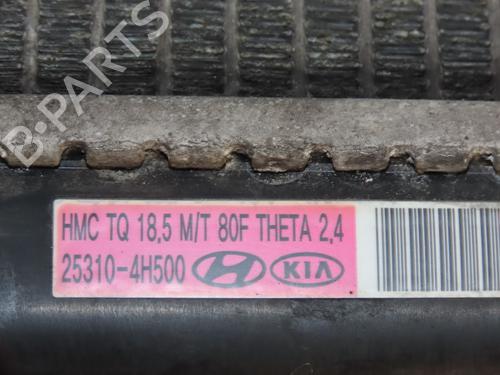 B-PARTS
HMC TQ 18,5 M/T 80F THETA 2,4
25310-4H500 KIA